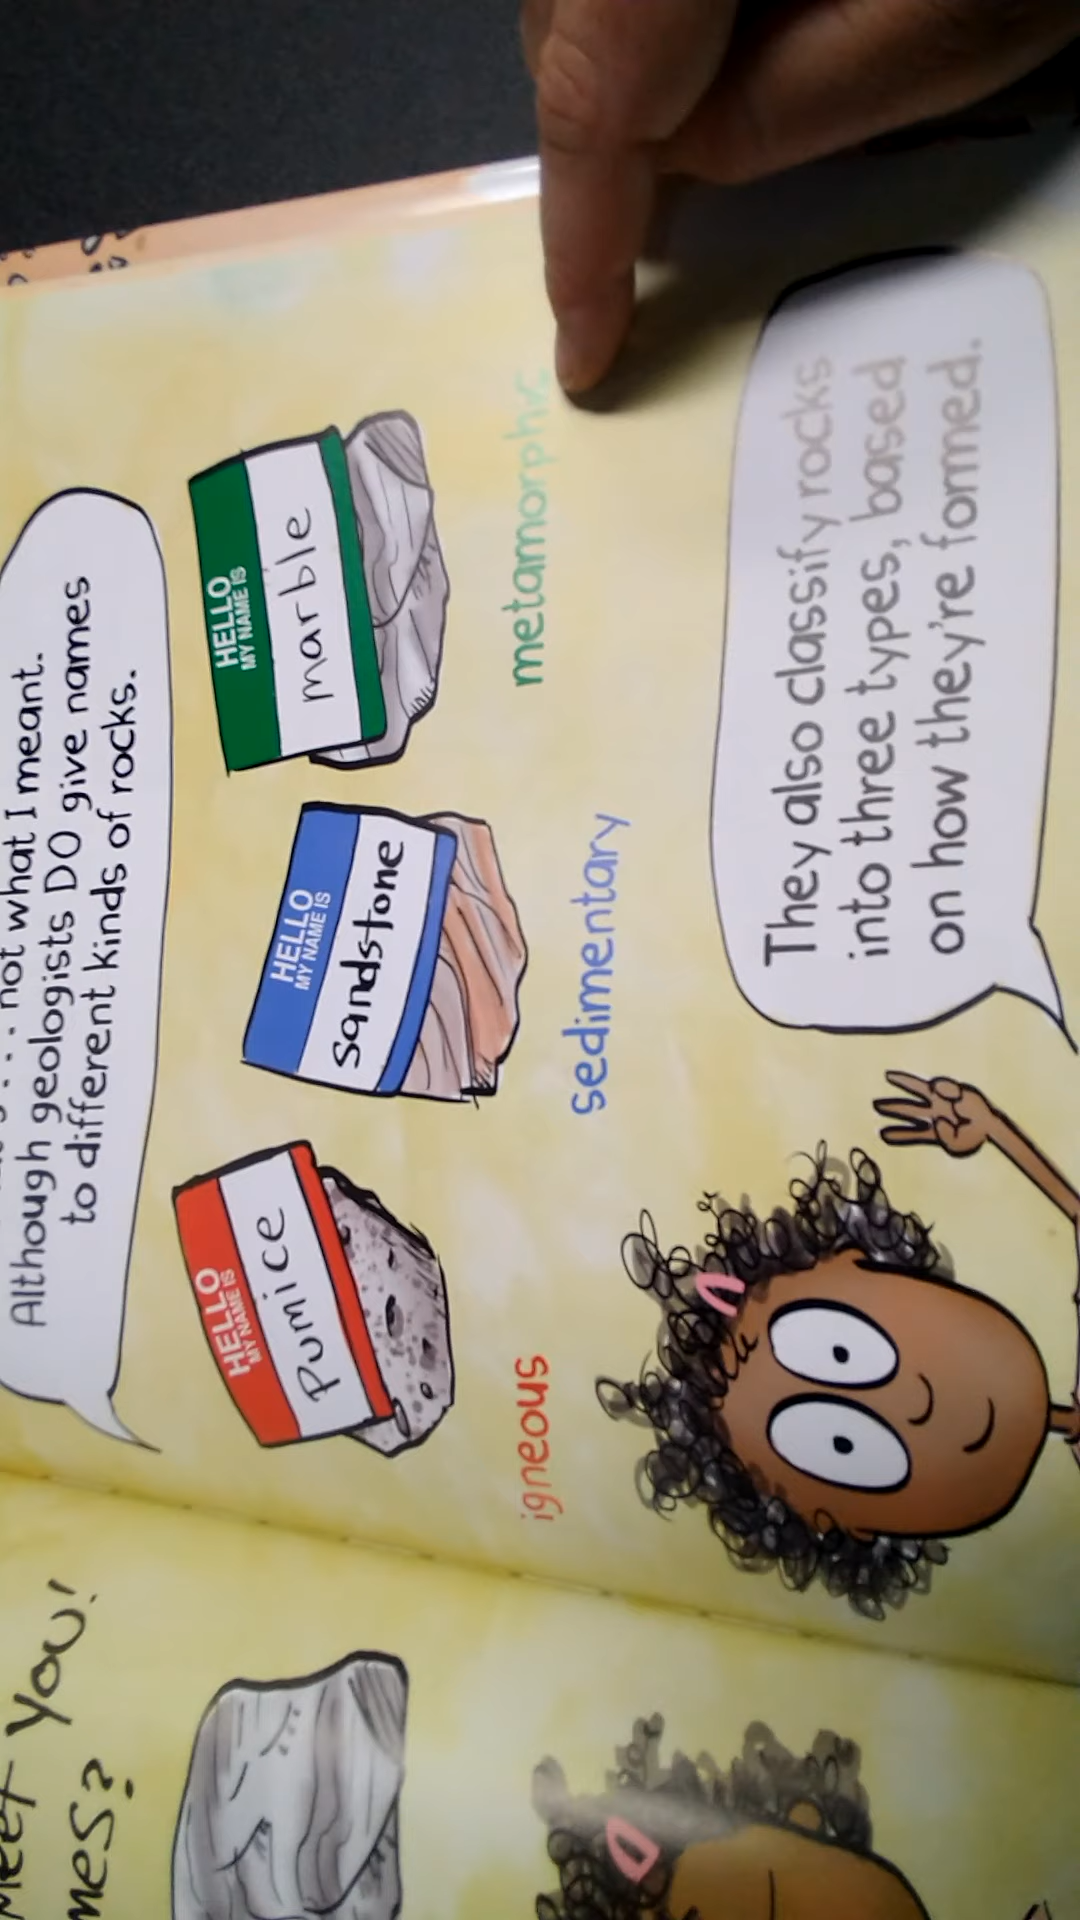 meet you!
mes?
not what I meant.
Although geologists DO give names
to different kinds of rocks.
HELLO
MY NAME IS
Pumice
HELLO
MY NAME IS
Sandstone
HELLO
MY NAME IS
marble
igneous
sedimentary
metamorphic
They also classify rocks
into three types, based
on how they're formed.